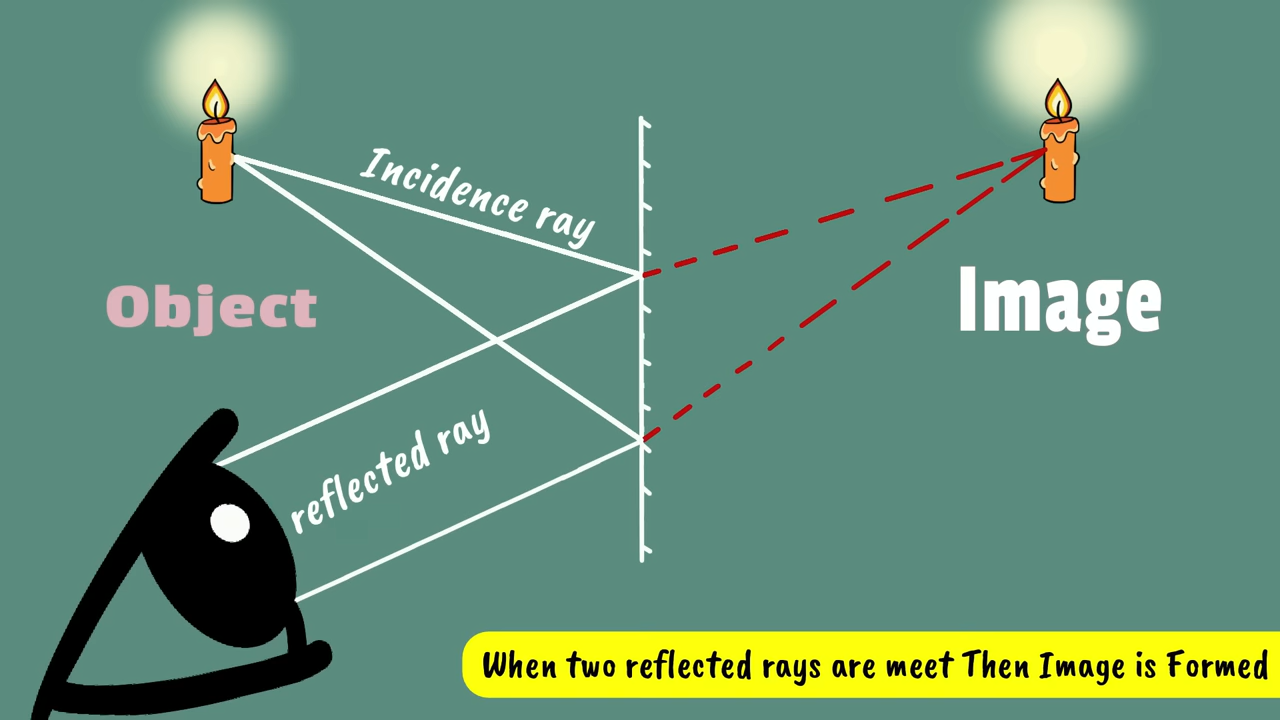 Incidence ray
Object
Image
reflected ray
When two reflected rays are meet Then Image is Formed